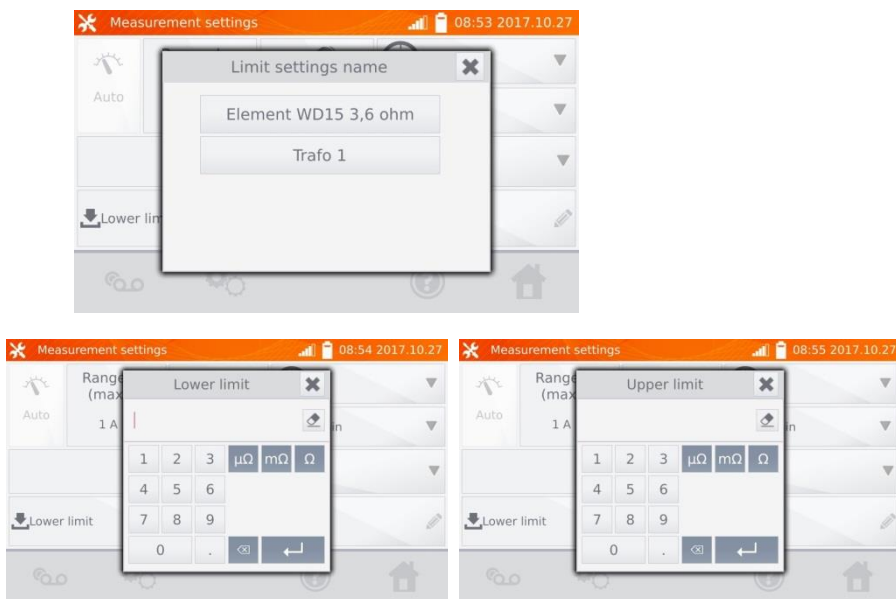 Measurement settings 08:53 2017.10.27
Limit settings name
Auto
Element WD15 3,6 ohm
Trafo 1
Lower lim
Measurement settings 08:54 2017.10.27
Range
(max
Auto
1 A
Lower limit
in
1 2 3 µΩ mΩ Ω
4 5 6
7 8 9
0 .
Lower limit
Measurement settings 08:55 2017.10.27
Range
(max
Auto
1 A
Upper limit
in
1 2 3 µΩ mΩ Ω
4 5 6
7 8 9
0 .
Lower limit